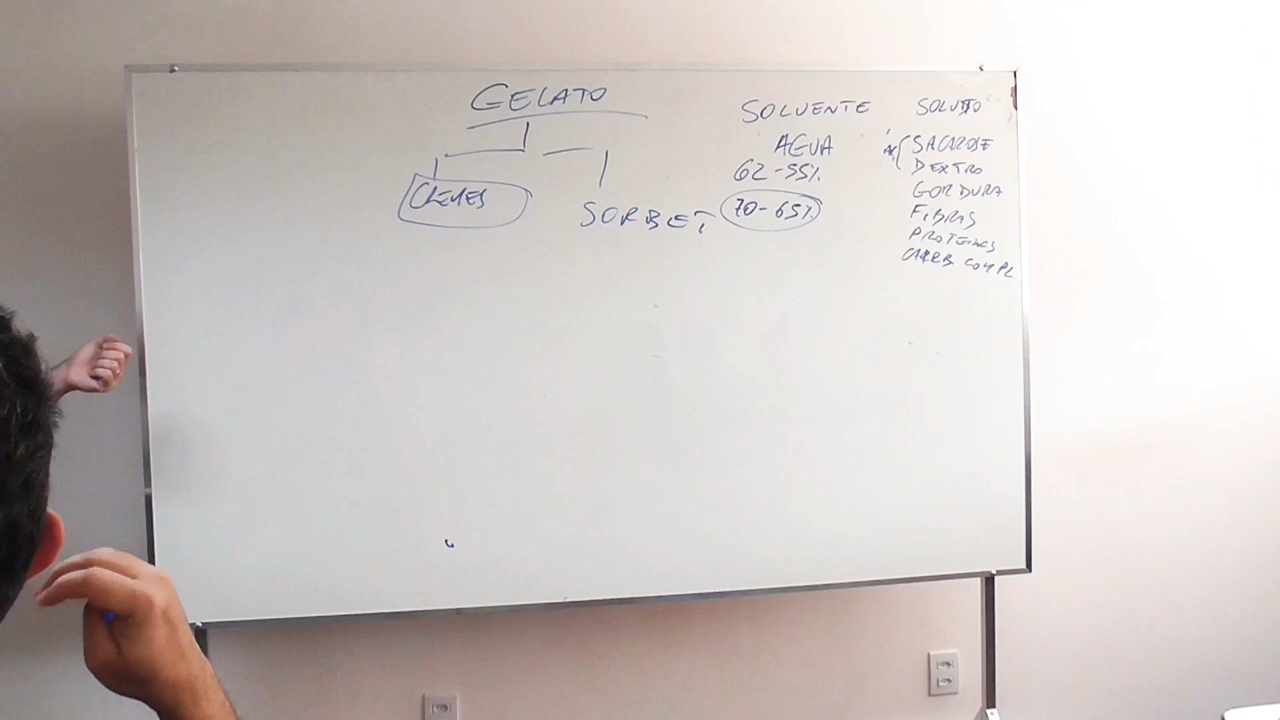 GELATO
CREMES
SORBET
SOLVENTE
AGUA
62-55%
70-65%
SOLUTO
SACAROSE
DEXTRO
GORDURA
FIBRAS
PROTEINAS
CARB. COMPL